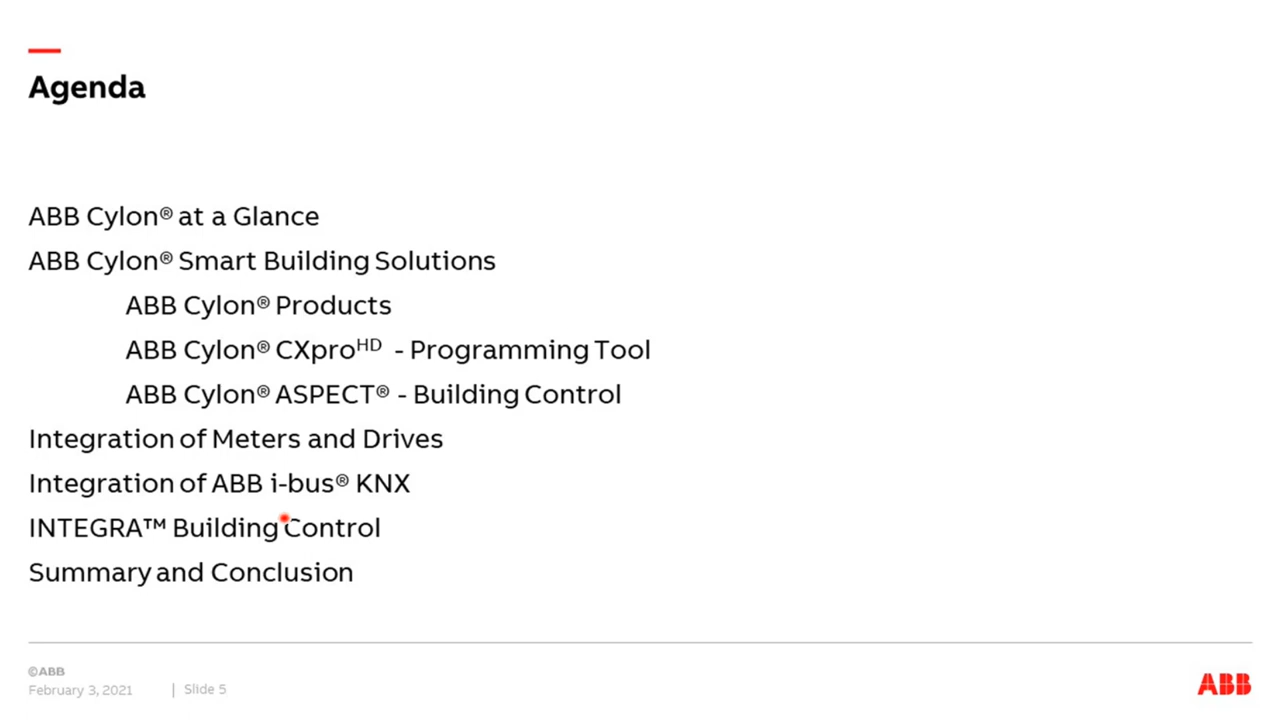 Agenda
ABB Cylon® at a Glance
ABB Cylon® Smart Building Solutions
ABB Cylon® Products
ABB Cylon® CXproᴴᴰ - Programming Tool
ABB Cylon® ASPECT® - Building Control
Integration of Meters and Drives
Integration of ABB i-bus® KNX
INTEGRA™ Building Control
Summary and Conclusion
©ABB
February 3, 2021 | Slide 5
ABB